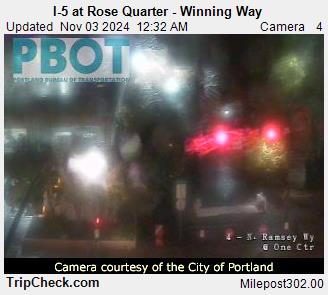 I-5 at Rose Quarter - Winning Way
Updated Nov 03 2024 12:32 AM Camera 4
PBOT
PORTLAND BUREAU OF TRANSPORTATION
4 - N. Ramsey Wy
@ One Ctr
Camera courtesy of the City of Portland
TripCheck.com Milepost302.00